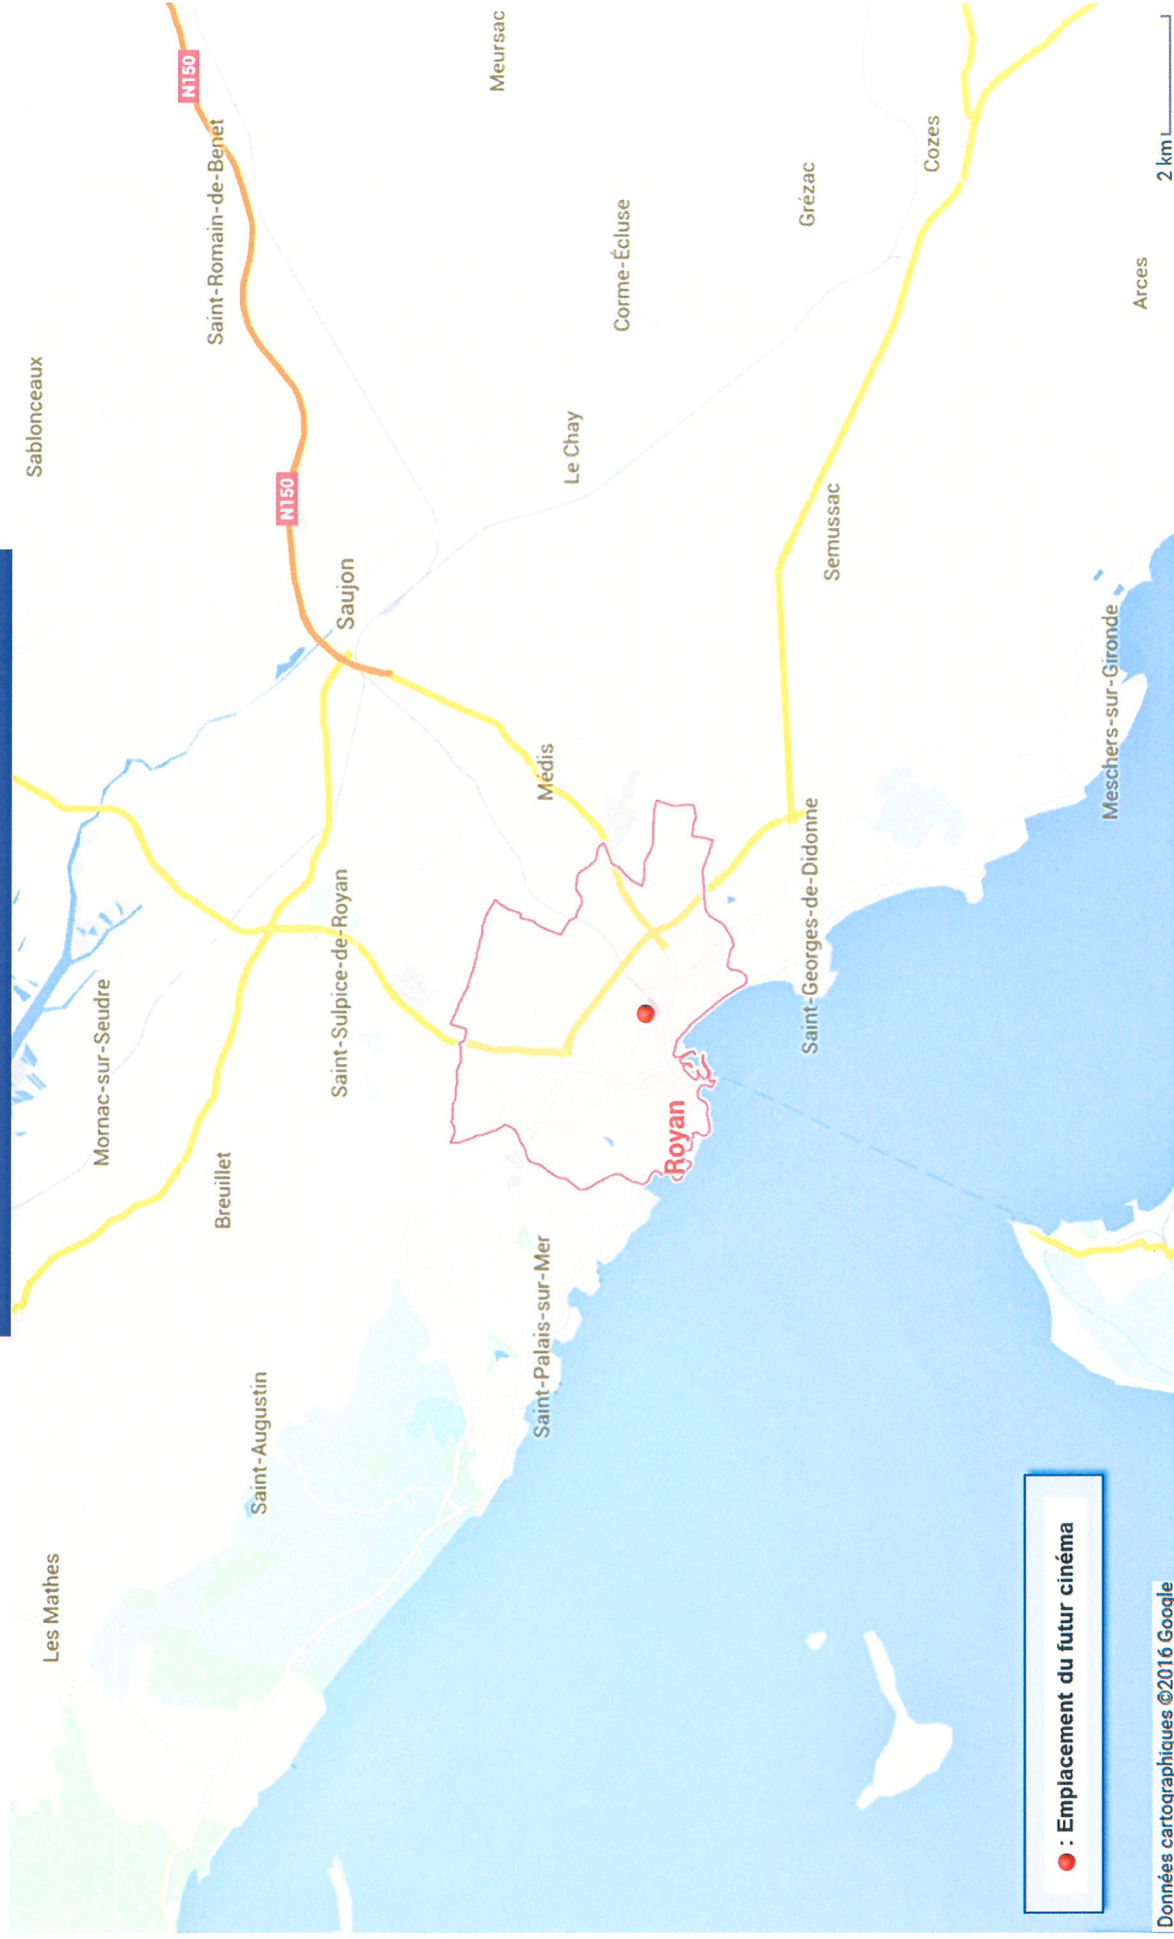 Sablonceaux
N150
Saint-Romain-de-Benet
Les Mathes
Mornac-sur-Seudre
Breuillet
Saint-Augustin
N150
Saujon
Saint-Sulpice-de-Royan
Meursac
Médis
Le Chay
Corme-Écluse
Saint-Palais-sur-Mer
Royan
Grézac
Saint-Georges-de-Didonne
Semussac
Cozes
: Emplacement du futur cinéma
Meschers-sur-Gironde
Arces
Données cartographiques ©2016 Google
2 km